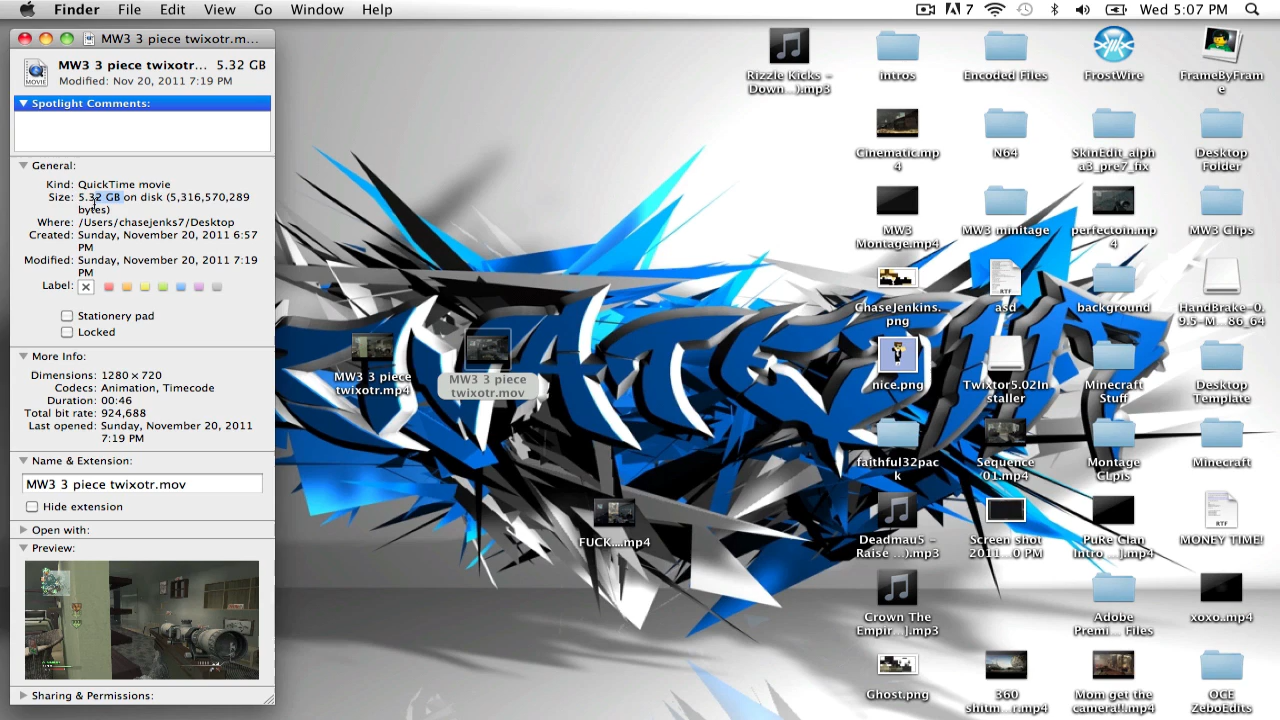 Finder File Edit View Go Window Help
7 Wed 5:07 PM
MW3 3 piece twixotr.m...
MW3 3 piece twixotr... 5.32 GB
Modified: Nov 20, 2011 7:19 PM
MOVIE
Spotlight Comments:
General:
Kind: QuickTime movie
Size: 5.32 GB on disk (5,316,570,289
bytes)
Where: /Users/chasejenks7/Desktop
Created: Sunday, November 20, 2011 6:57
PM
Modified: Sunday, November 20, 2011 7:19
PM
Label:
Stationery pad
Locked
More Info:
Dimensions: 1280 × 720
Codecs: Animation, Timecode
Duration: 00:46
Total bit rate: 924,688
Last opened: Sunday, November 20, 2011
7:19 PM
Name & Extension:
MW3 3 piece twixotr.mov
Hide extension
Open with:
Preview:
Sharing & Permissions:
MW3 3 piece
twixotr.mp4
MW3 3 piece
twixotr.mov
FUCK....mp4
Rizzle Kicks –
Down ...).mp3
intros
Encoded Files
FrostWire
FrameByFram
e
Cinematic.mp
4
N64
SkinEdit_alph
a3_pre7_fix
Desktop
Folder
MW3
Montage.mp4
MW3 minitage
perfectoin.mp
4
MW3 Clips
ChaseJenkins.
png
RTF
asd
background
HandBrake-0.
9.5-M...86_64
nice.png
Twixtor5.02In
staller
Minecraft
Stuff
Desktop
Template
faithful32pac
k
Sequence
01.mp4
Montage
CLpis
Minecraft
Deadmau5 –
Raise ...).mp3
Screen shot
2011...0 PM
PuRe Clan
Intro ...].mp4
RTF
MONEY TIME!
Crown The
Empir...].mp3
Adobe
Premi... Files
xoxo..mp4
Ghost.png
360
shitm...r.mp4
Mom get the
camera!!.mp4
OCE
ZeboEdits